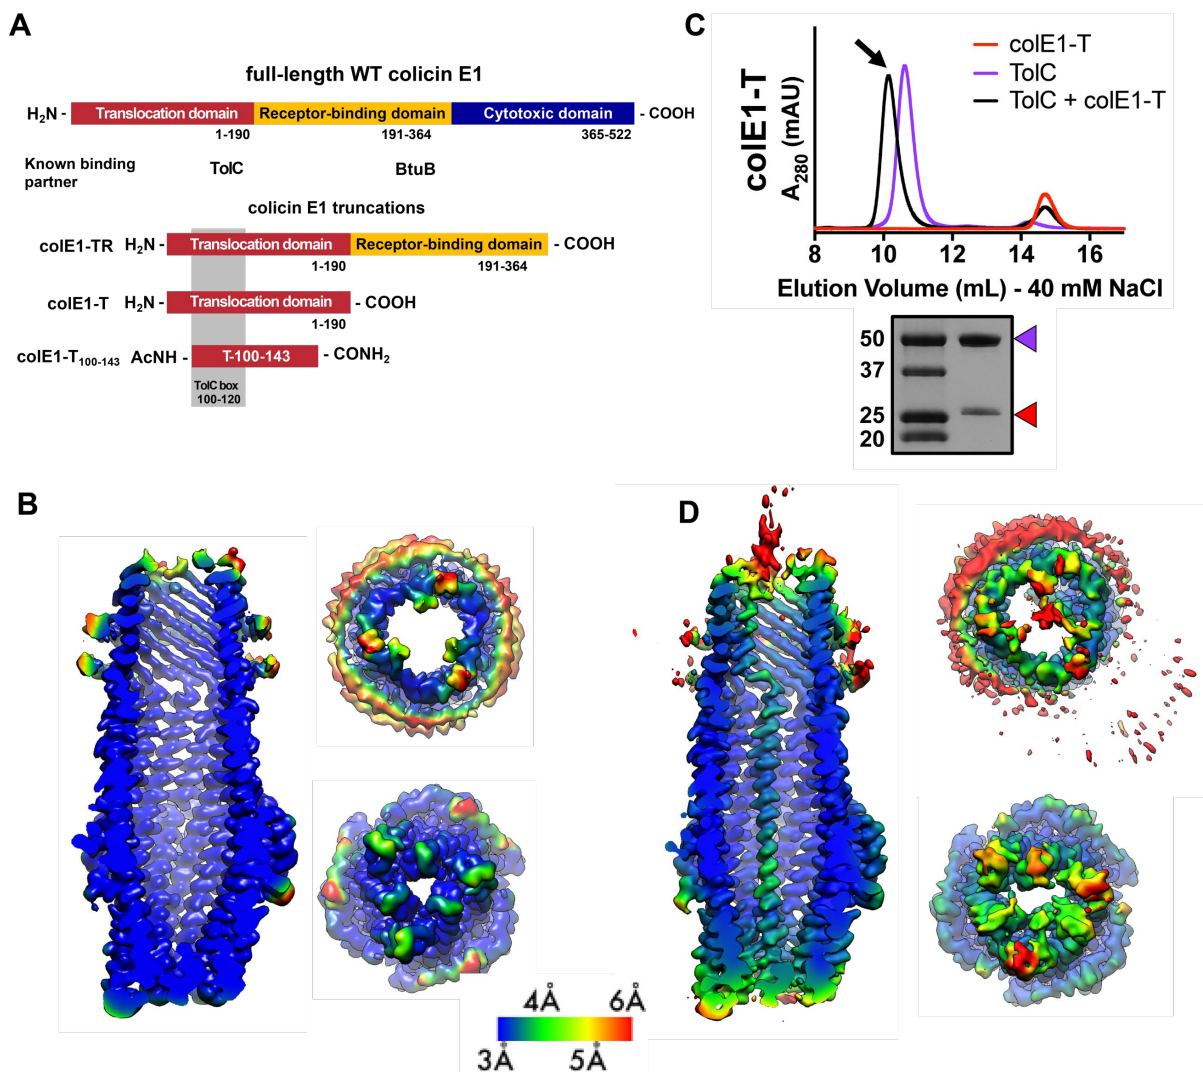 A
full-length WT colicin E1
H₂N - Translocation domain Receptor-binding domain Cytotoxic domain - COOH
1-190 191-364 365-522
Known binding partner TolC BtuB
colicin E1 truncations
colE1-TR H₂N - Translocation domain Receptor-binding domain - COOH
1-190 191-364
colE1-T H₂N - Translocation domain - COOH
1-190
colE1-T₁₀₀₋₁₄₃ AcNH - T-100-143 - CONH₂
TolC box
100-120
C
colE1-T
A₂₈₀ (mAU)
colE1-T
TolC
TolC + colE1-T
8 10 12 14 16
Elution Volume (mL) - 40 mM NaCl
50
37
25
20
B
D
4Å 6Å
3Å 5Å